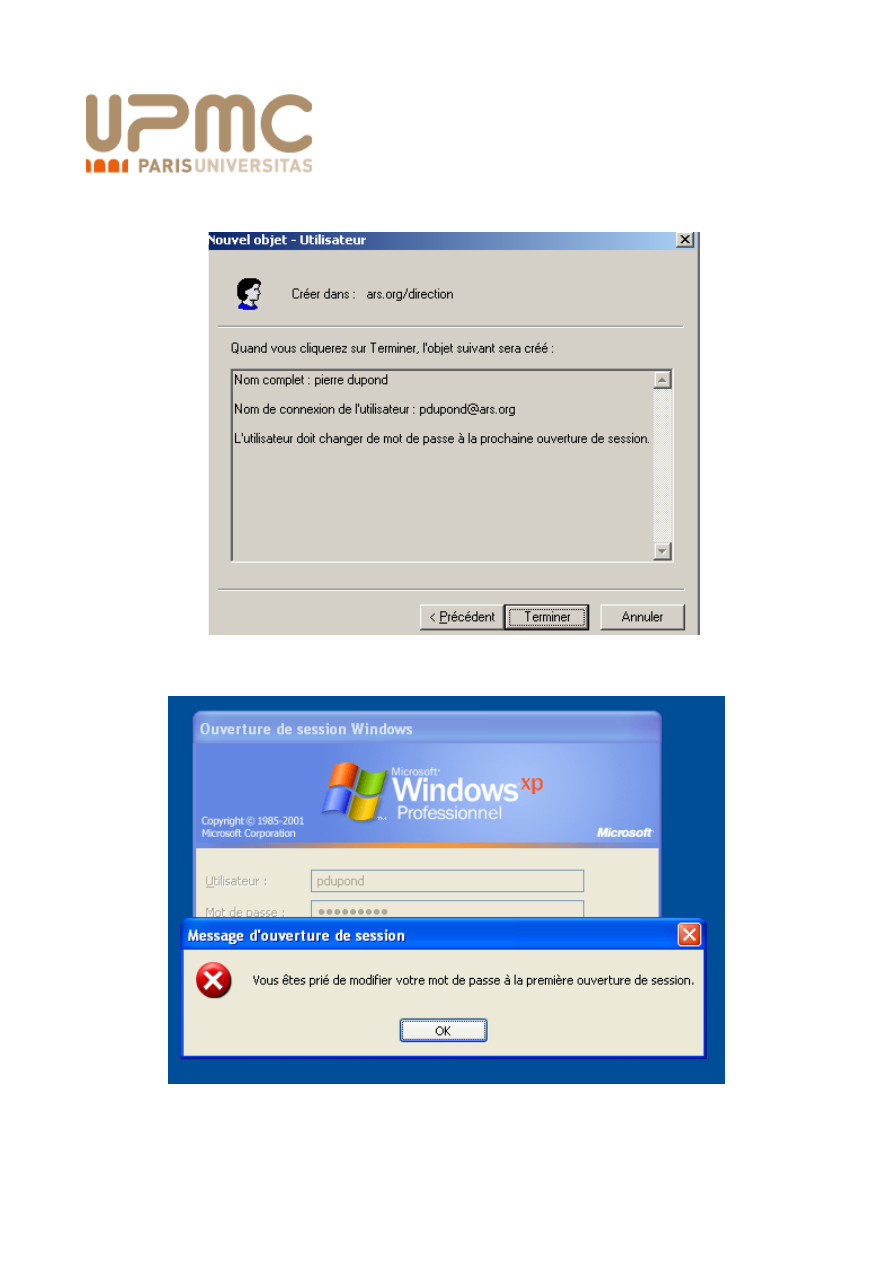 UPMC
PARISUNIVERSITAS
Nouvel objet - Utilisateur
Créer dans : ars.org/direction
Quand vous cliquerez sur Terminer, l'objet suivant sera créé :
Nom complet : pierre dupond
Nom de connexion de l'utilisateur : pdupond@ars.org
L'utilisateur doit changer de mot de passe à la prochaine ouverture de session.
< Précédent Terminer Annuler
Ouverture de session Windows
Microsoft
Windows xp
Professionnel
Copyright © 1985-2001
Microsoft Corporation
Microsoft
Utilisateur : pdupond
Mot de passe : •••••••••
Message d'ouverture de session
Vous êtes prié de modifier votre mot de passe à la première ouverture de session.
OK